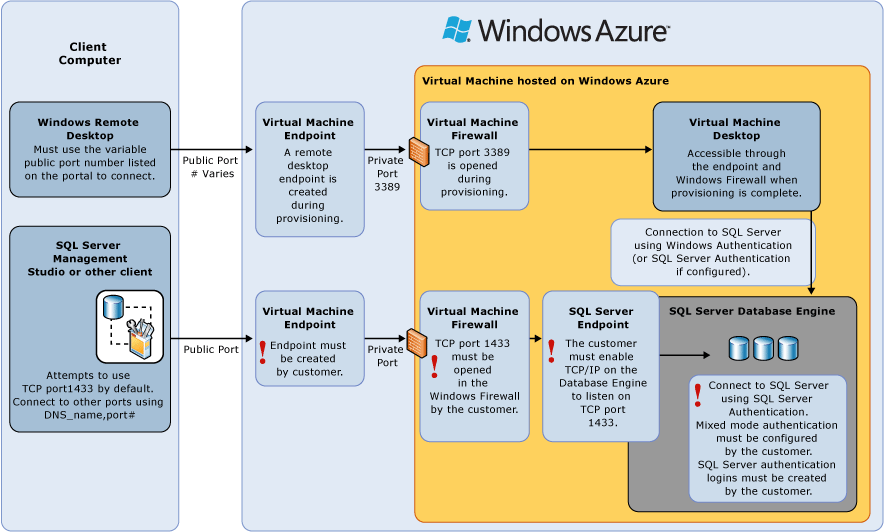 Client
Computer
Windows Azure™
Virtual Machine hosted on Windows Azure
Windows Remote
Desktop
Must use the variable
public port number listed
on the portal to connect.
Public Port
# Varies
Virtual Machine
Endpoint
A remote
desktop
endpoint is
created
during
provisioning.
Private
Port
3389
Virtual Machine
Firewall
TCP port 3389
is opened
during
provisioning.
Virtual Machine
Desktop
Accessible through
the endpoint and
Windows Firewall when
provisioning is complete.
Connection to SQL Server
using Windows Authentication
(or SQL Server Authentication
if configured).
SQL Server
Management
Studio or other client
Attempts to use
TCP port1433 by default.
Connect to other ports using
DNS_name,port#
Public Port
Virtual Machine
Endpoint
! Endpoint must
be created
by customer.
Private
Port
Virtual Machine
Firewall
TCP port 1433
! must be
opened
in the
Windows Firewall
by the customer.
SQL Server
Endpoint
! The customer
must enable
TCP/IP on the
Database Engine
to listen on
TCP port
1433.
SQL Server Database Engine
! Connect to SQL Server
using SQL Server
Authentication.
Mixed mode authentication
must be configured
by the customer.
SQL Server authentication
logins must be created
by the customer.